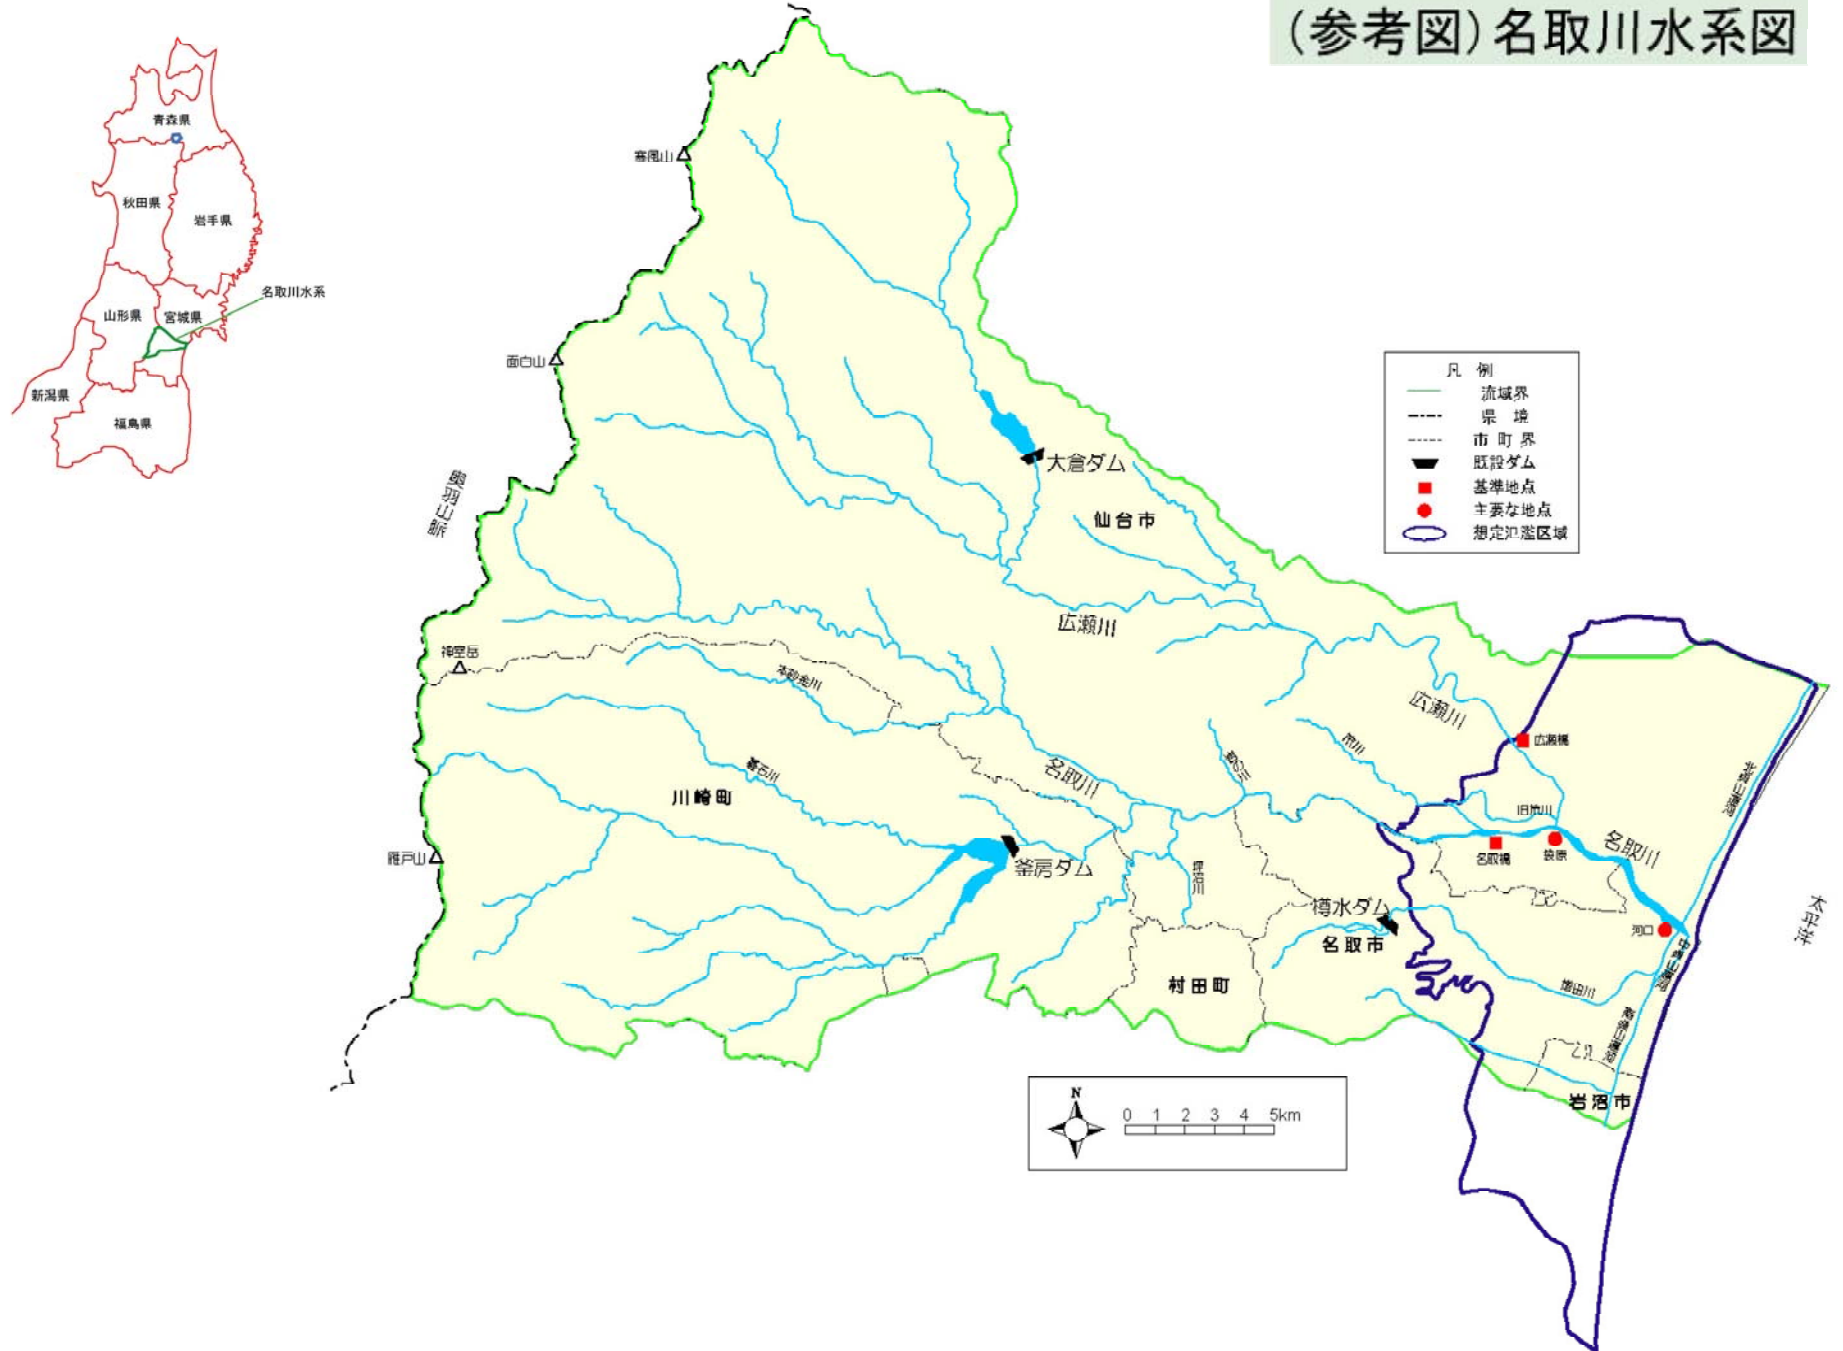 (参考図)名取川水系図
青森県
秋田県
岩手県
名取川水系
山形県
宮城県
新潟県
福島県
寒風山
面白山
奥羽山脈
神室岳
雁戸山
凡 例
流域界
県 境
市 町 界
既設ダム
基準地点
主要な地点
想定氾濫区域
大倉ダム
仙台市
広瀬川
本砂金川
広瀬川
広瀬橋
名取川
碁石川
川崎町
旧笊川
名取橋
袋原
名取川
釜房ダム
坪沼川
樽水ダム
名取市
河口
太平洋
村田町
増田川
岩沼市
N
0 1 2 3 4 5km